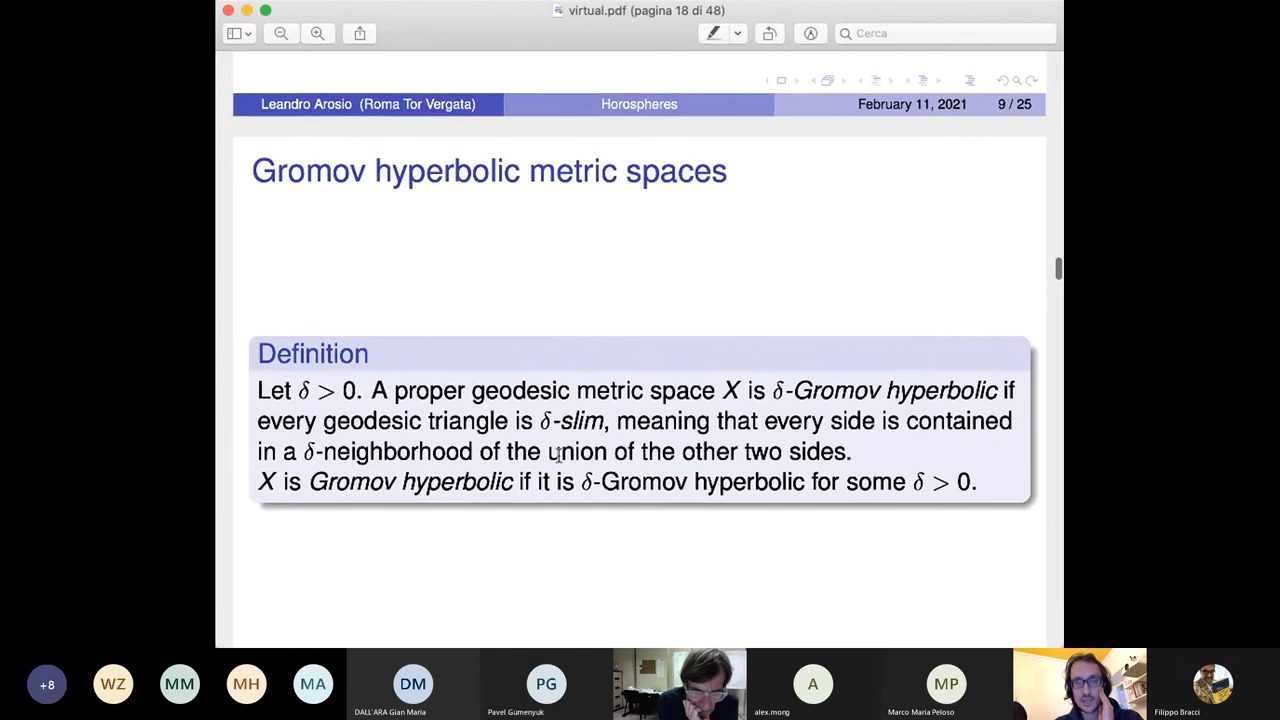 virtual.pdf (pagina 18 di 48)
Cerca
Leandro Arosio (Roma Tor Vergata) Horospheres February 11, 2021 9 / 25
Gromov hyperbolic metric spaces
Definition
Let δ > 0. A proper geodesic metric space X is δ-Gromov hyperbolic if
every geodesic triangle is δ-slim, meaning that every side is contained
in a δ-neighborhood of the union of the other two sides.
X is Gromov hyperbolic if it is δ-Gromov hyperbolic for some δ > 0.
+8 WZ MM MH MA DM PG A MP
DALL'ARA Gian Maria Pavel Gumenyuk alex.mong Marco Maria Peloso Filippo Bracci